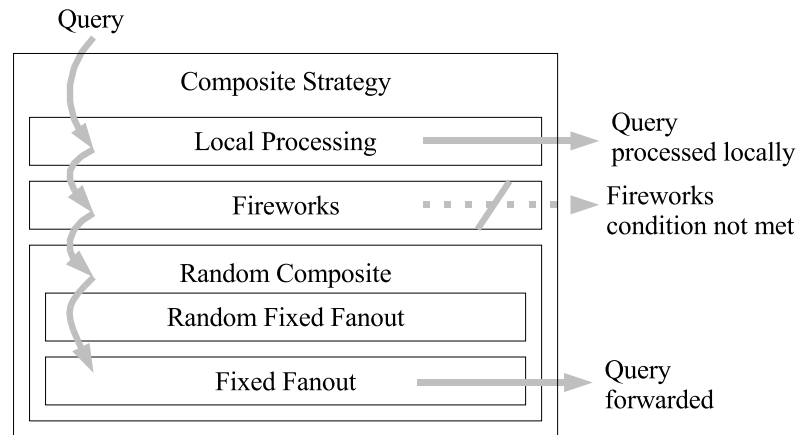 Query
Composite Strategy
Local Processing
Query
processed locally
Fireworks
Fireworks
condition not met
Random Composite
Random Fixed Fanout
Fixed Fanout
Query
forwarded